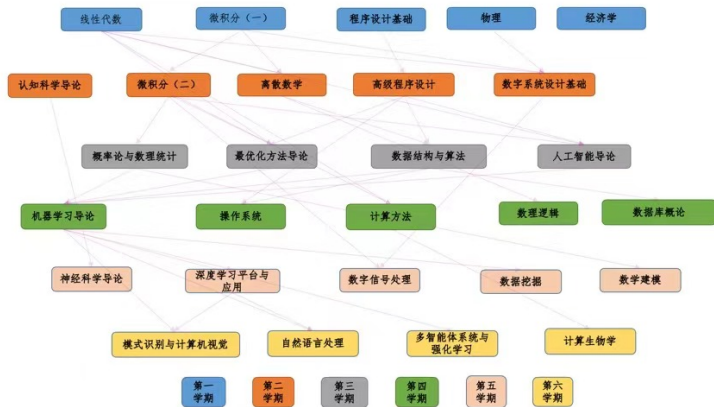 线性代数
微积分（一）
程序设计基础
物理
经济学
认知科学导论
微积分（二）
离散数学
高级程序设计
数字系统设计基础
概率论与数理统计
最优化方法导论
数据结构与算法
人工智能导论
机器学习导论
操作系统
计算方法
数理逻辑
数据库概论
神经科学导论
深度学习平台与
应用
数字信号处理
数据挖掘
数学建模
模式识别与计算机视觉
自然语言处理
多智能体系统与
强化学习
计算生物学
第一
学期
第二
学期
第三
学期
第四
学期
第五
学期
第六
学期